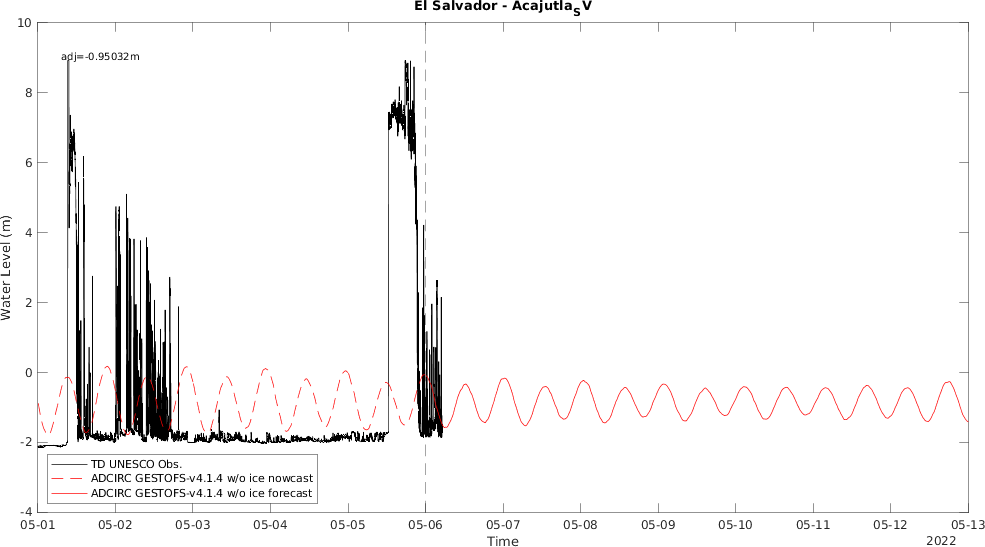 El Salvador - AcajutlaSV
10
adj=-0.95032m
8
6
4
2
0
-2
-4
Water Level (m)
TD UNESCO Obs.
ADCIRC GESTOFS-v4.1.4 w/o ice nowcast
ADCIRC GESTOFS-v4.1.4 w/o ice forecast
05-01 05-02 05-03 05-04 05-05 05-06 05-07 05-08 05-09 05-10 05-11 05-12 05-13
Time
2022